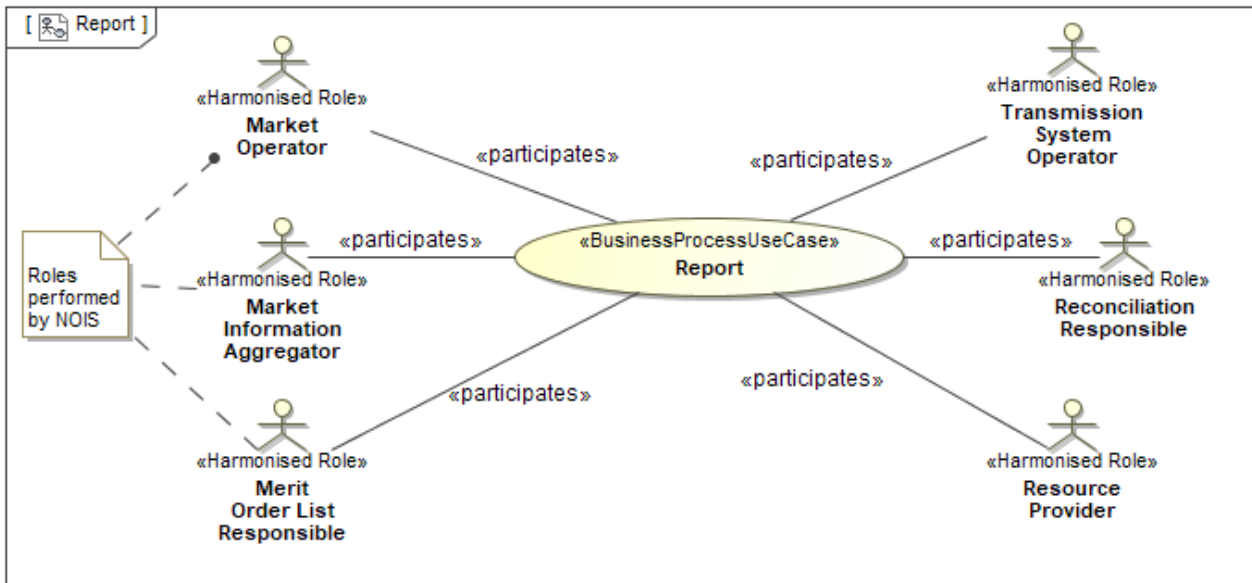 [ Report ]
«Harmonised Role»
Market
Operator
«participates»
«Harmonised Role»
Transmission
System
Operator
«participates»
Roles
performed
by NOIS
«Harmonised Role»
Market
Information
Aggregator
«participates»
«BusinessProcessUseCase»
Report
«participates»
«Harmonised Role»
Reconciliation
Responsible
«Harmonised Role»
Merit
Order List
Responsible
«participates»
«participates»
«Harmonised Role»
Resource
Provider